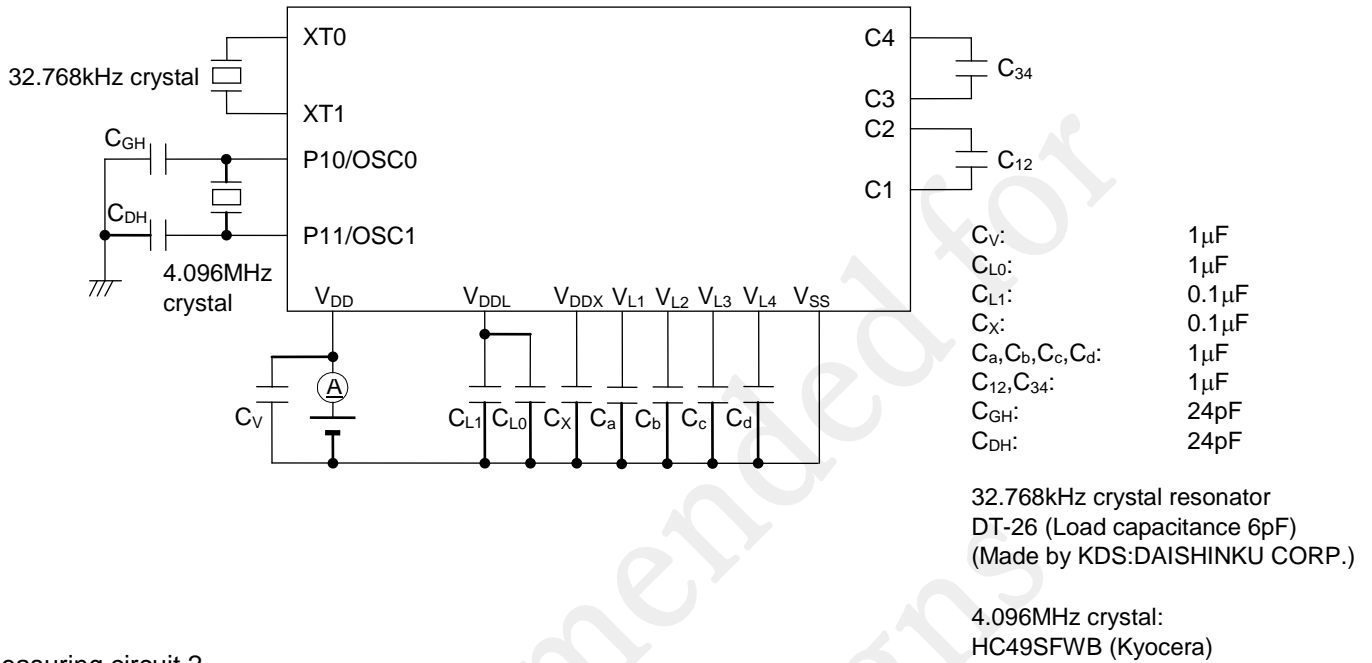 XT0
32.768kHz crystal
XT1
CGH
P10/OSC0
CDH
P11/OSC1
4.096MHz
crystal
C4
C34
C3
C2
C12
C1
VDD VDDL VDDX VL1 VL2 VL3 VL4 VSS
A
CV CL1 CL0 CX Ca Cb Cc Cd
CV: 1μF
CL0: 1μF
CL1: 0.1μF
CX: 0.1μF
Ca,Cb,Cc,Cd: 1μF
C12,C34: 1μF
CGH: 24pF
CDH: 24pF
32.768kHz crystal resonator
DT-26 (Load capacitance 6pF)
(Made by KDS:DAISHINKU CORP.)
4.096MHz crystal:
HC49SFWB (Kyocera)
mended for